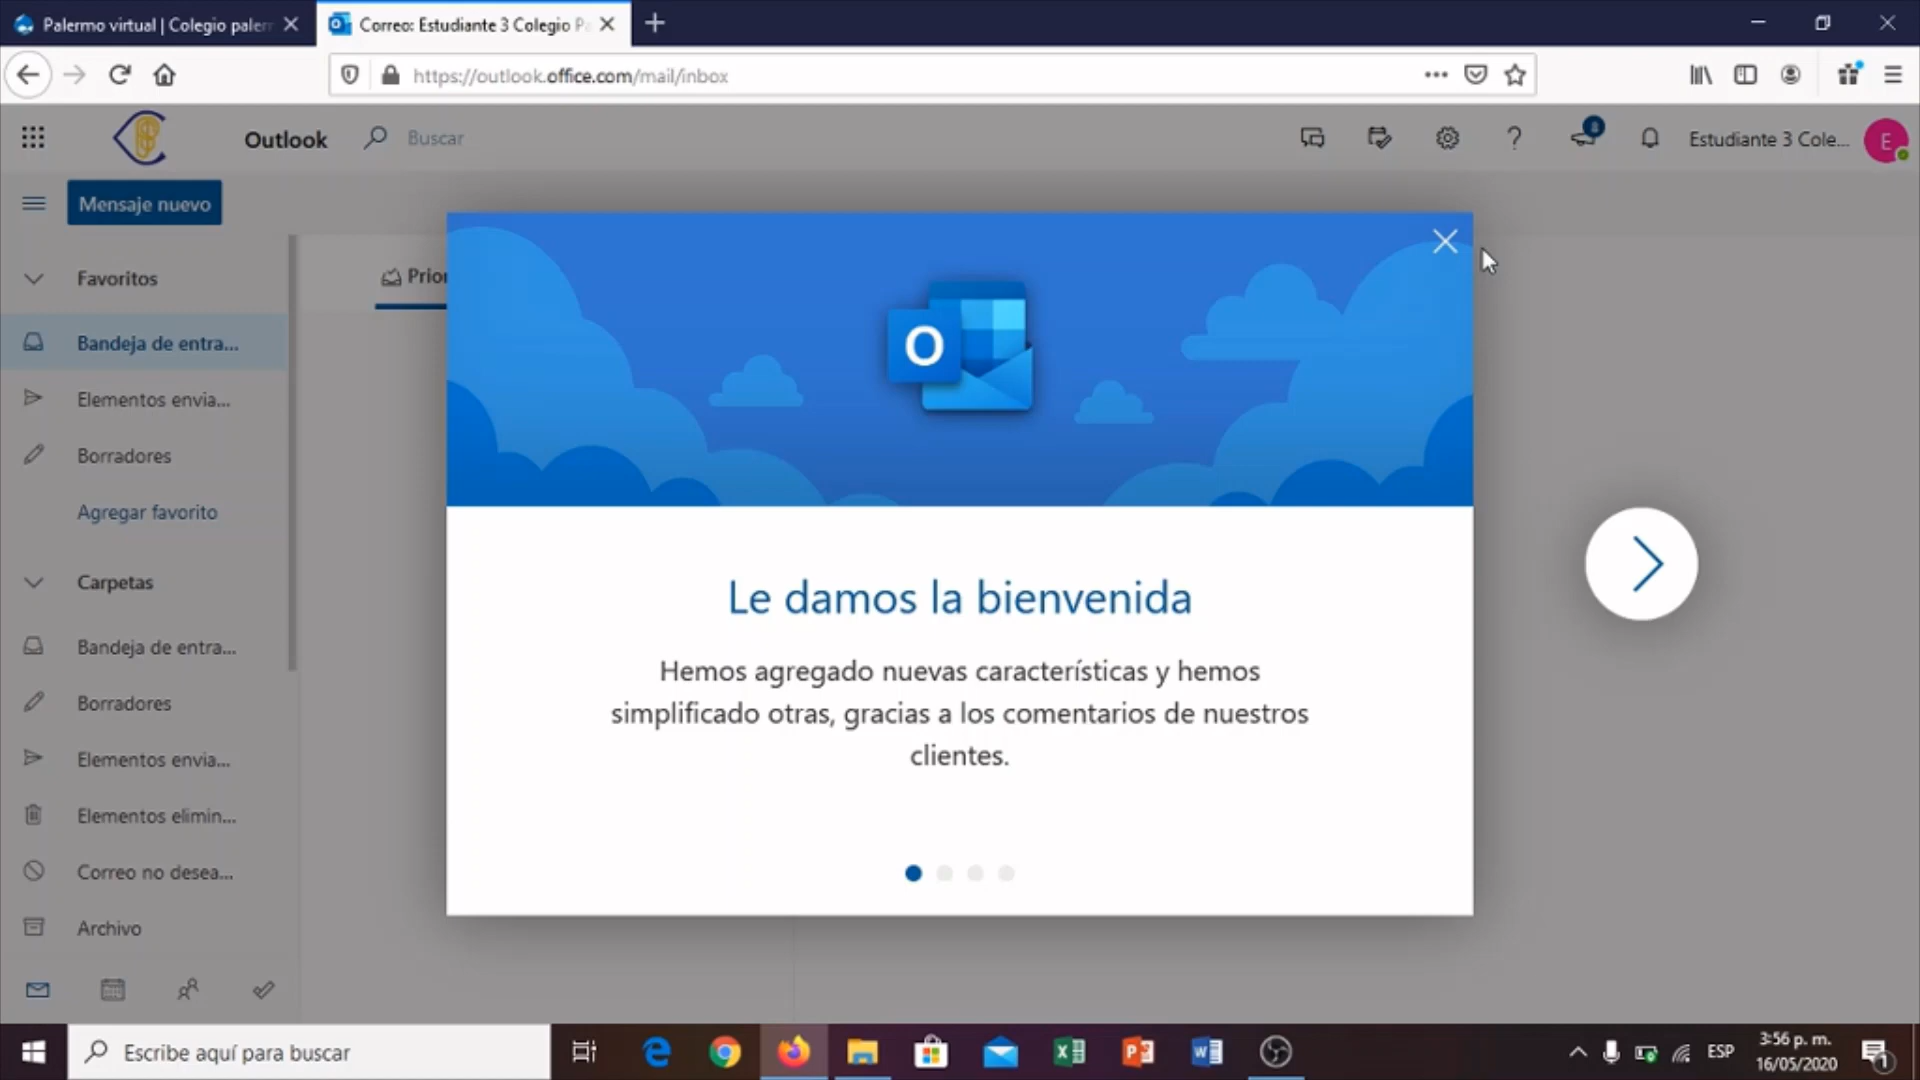 Palermo virtual | Colegio paler
Correo: Estudiante 3 Colegio P
https://outlook.office.com/mail/inbox
Outlook
Buscar
Estudiante 3 Cole...
E
Mensaje nuevo
Favoritos
Prior
Bandeja de entra...
Elementos envia...
Borradores
Agregar favorito
Carpetas
Bandeja de entra...
Borradores
Elementos envia...
Elementos elimin...
Correo no desea...
Archivo
O
Le damos la bienvenida
Hemos agregado nuevas características y hemos
simplificado otras, gracias a los comentarios de nuestros
clientes.
Escribe aquí para buscar
ESP
3:56 p. m.
16/05/2020
1